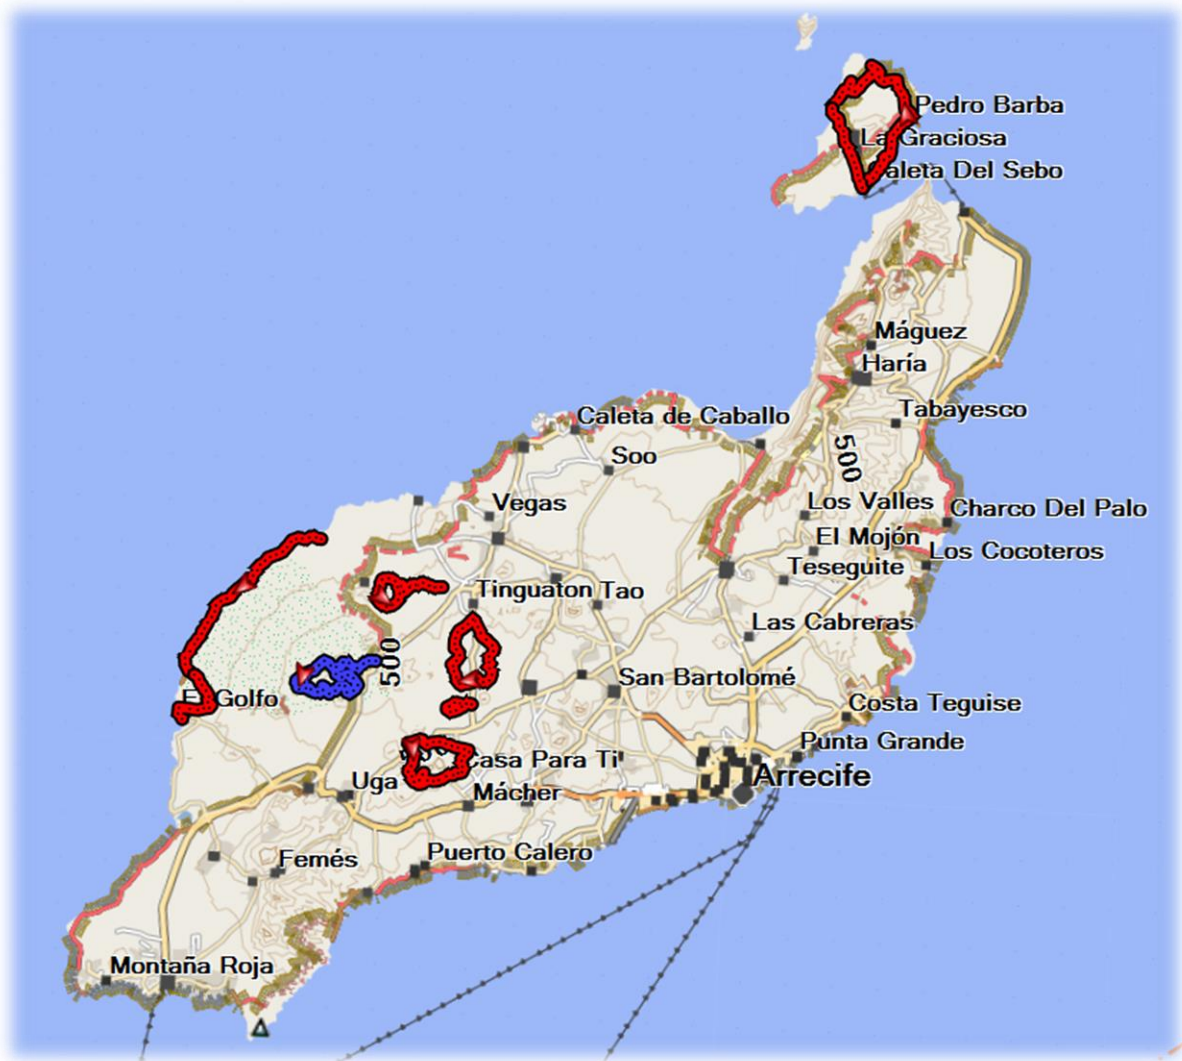 Pedro Barba
La Graciosa
Caleta Del Sebo
Máguez
Haría
Tabayesco
Caleta de Caballo
500
Soo
Vegas
Los Valles
Charco Del Palo
El Mojón
Los Cocoteros
Teseguite
Tinguaton
Tao
Las Cabreras
500
San Bartolomé
El Golfo
Costa Teguise
Punta Grande
Casa Para Ti'
Arrecife
Uga
Mácher
Puerto Calero
Femés
Montaña Roja